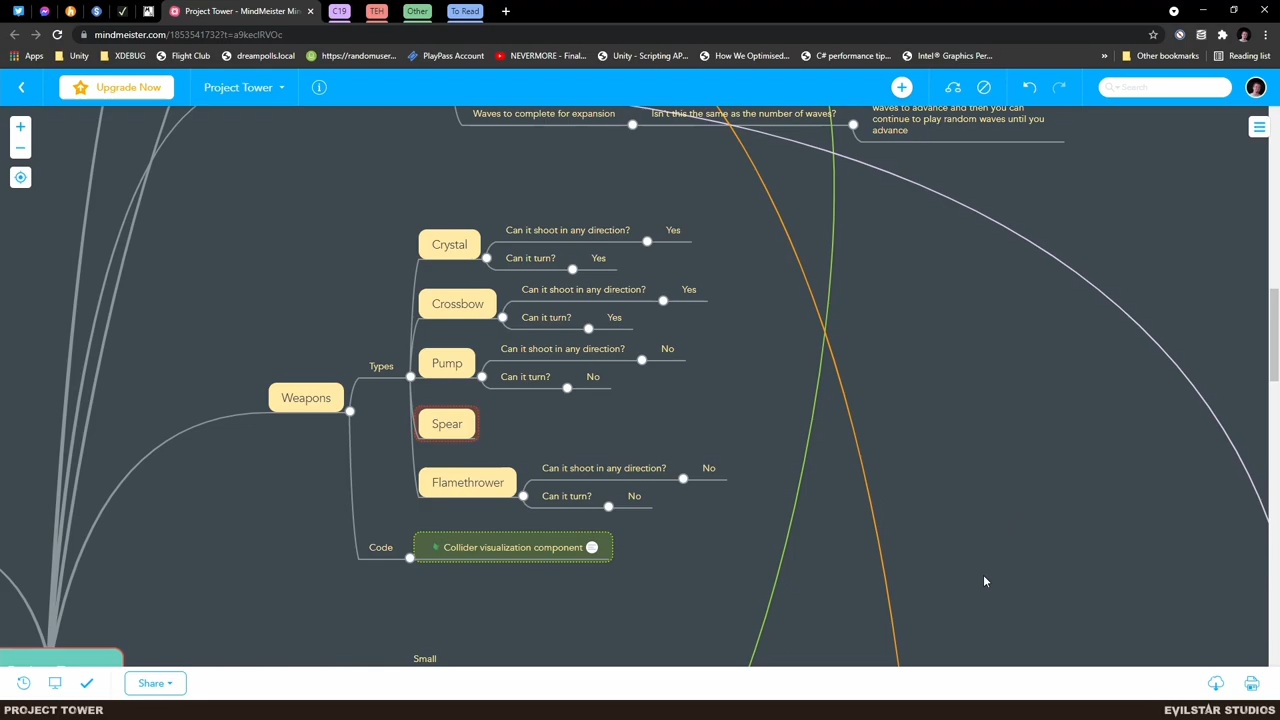 Project Tower - MindMeister Min
C19
TEH
Other
To Read
mindmeister.com/1853541732?t=a9keclRVOc
Apps
Unity
XDEBUG
Flight Club
dreampolls.local
https://randomuser...
PlayPass Account
NEVERMORE - Final...
Unity - Scripting AP...
How We Optimised...
C# performance tip...
Intel® Graphics Per...
»
Other bookmarks
Reading list
Upgrade Now
Project Tower
Search
Waves to complete for expansion
Isn't this the same as the number of waves?
waves to advance and then you can
continue to play random waves until you
advance
Weapons
Types
Crystal
Can it shoot in any direction?
Yes
Can it turn?
Yes
Crossbow
Can it shoot in any direction?
Yes
Can it turn?
Yes
Pump
Can it shoot in any direction?
No
Can it turn?
No
Spear
Flamethrower
Can it shoot in any direction?
No
Can it turn?
No
Code
Collider visualization component
Small
Share
PROJECT TOWER
EVILSTAR STUDIOS